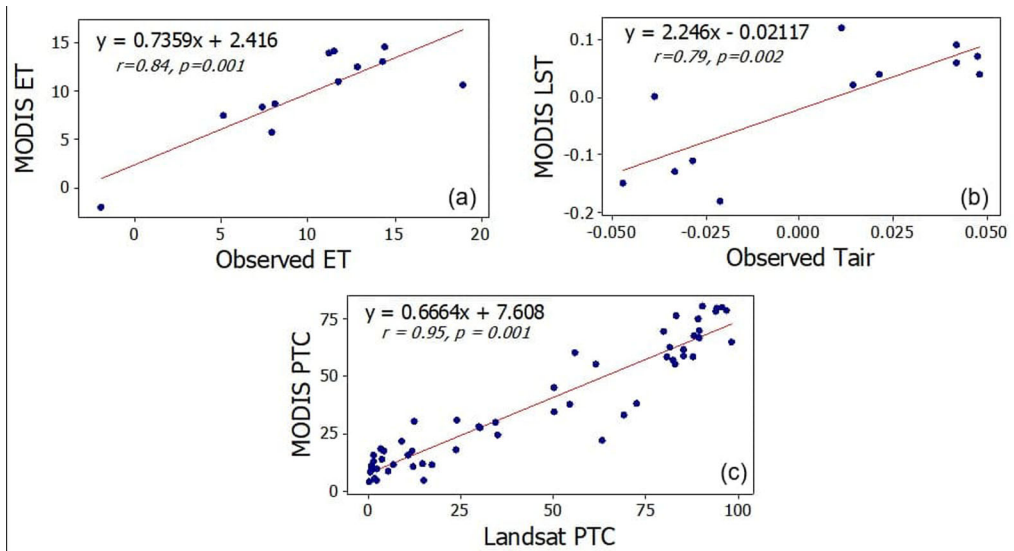 y = 0.7359x + 2.416
r=0.84, p=0.001
15
10
5
0
MODIS ET
(a)
0 5 10 15 20
Observed ET
y = 2.246x - 0.02117
r=0.79, p=0.002
0.1
0.0
-0.1
-0.2
MODIS LST
(b)
-0.050 -0.025 0.000 0.025 0.050
Observed Tair
y = 0.6664x + 7.608
r = 0.95, p = 0.001
75
50
25
0
MODIS PTC
(c)
0 25 50 75 100
Landsat PTC